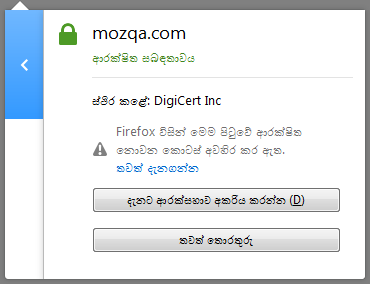 mozqa.com
ආරක්ෂිත සබඳතාවය
ස්ථිර කළේ: DigiCert Inc
Firefox විසින් මෙම පිටුවේ ආරක්ෂිත
නොවන කොටස් අවහිර කර ඇත.
තවත් දැනගන්න
දැනට ආරක්ෂාව අක්‍රිය කරන්න (D)
තවත් තොරතුරු